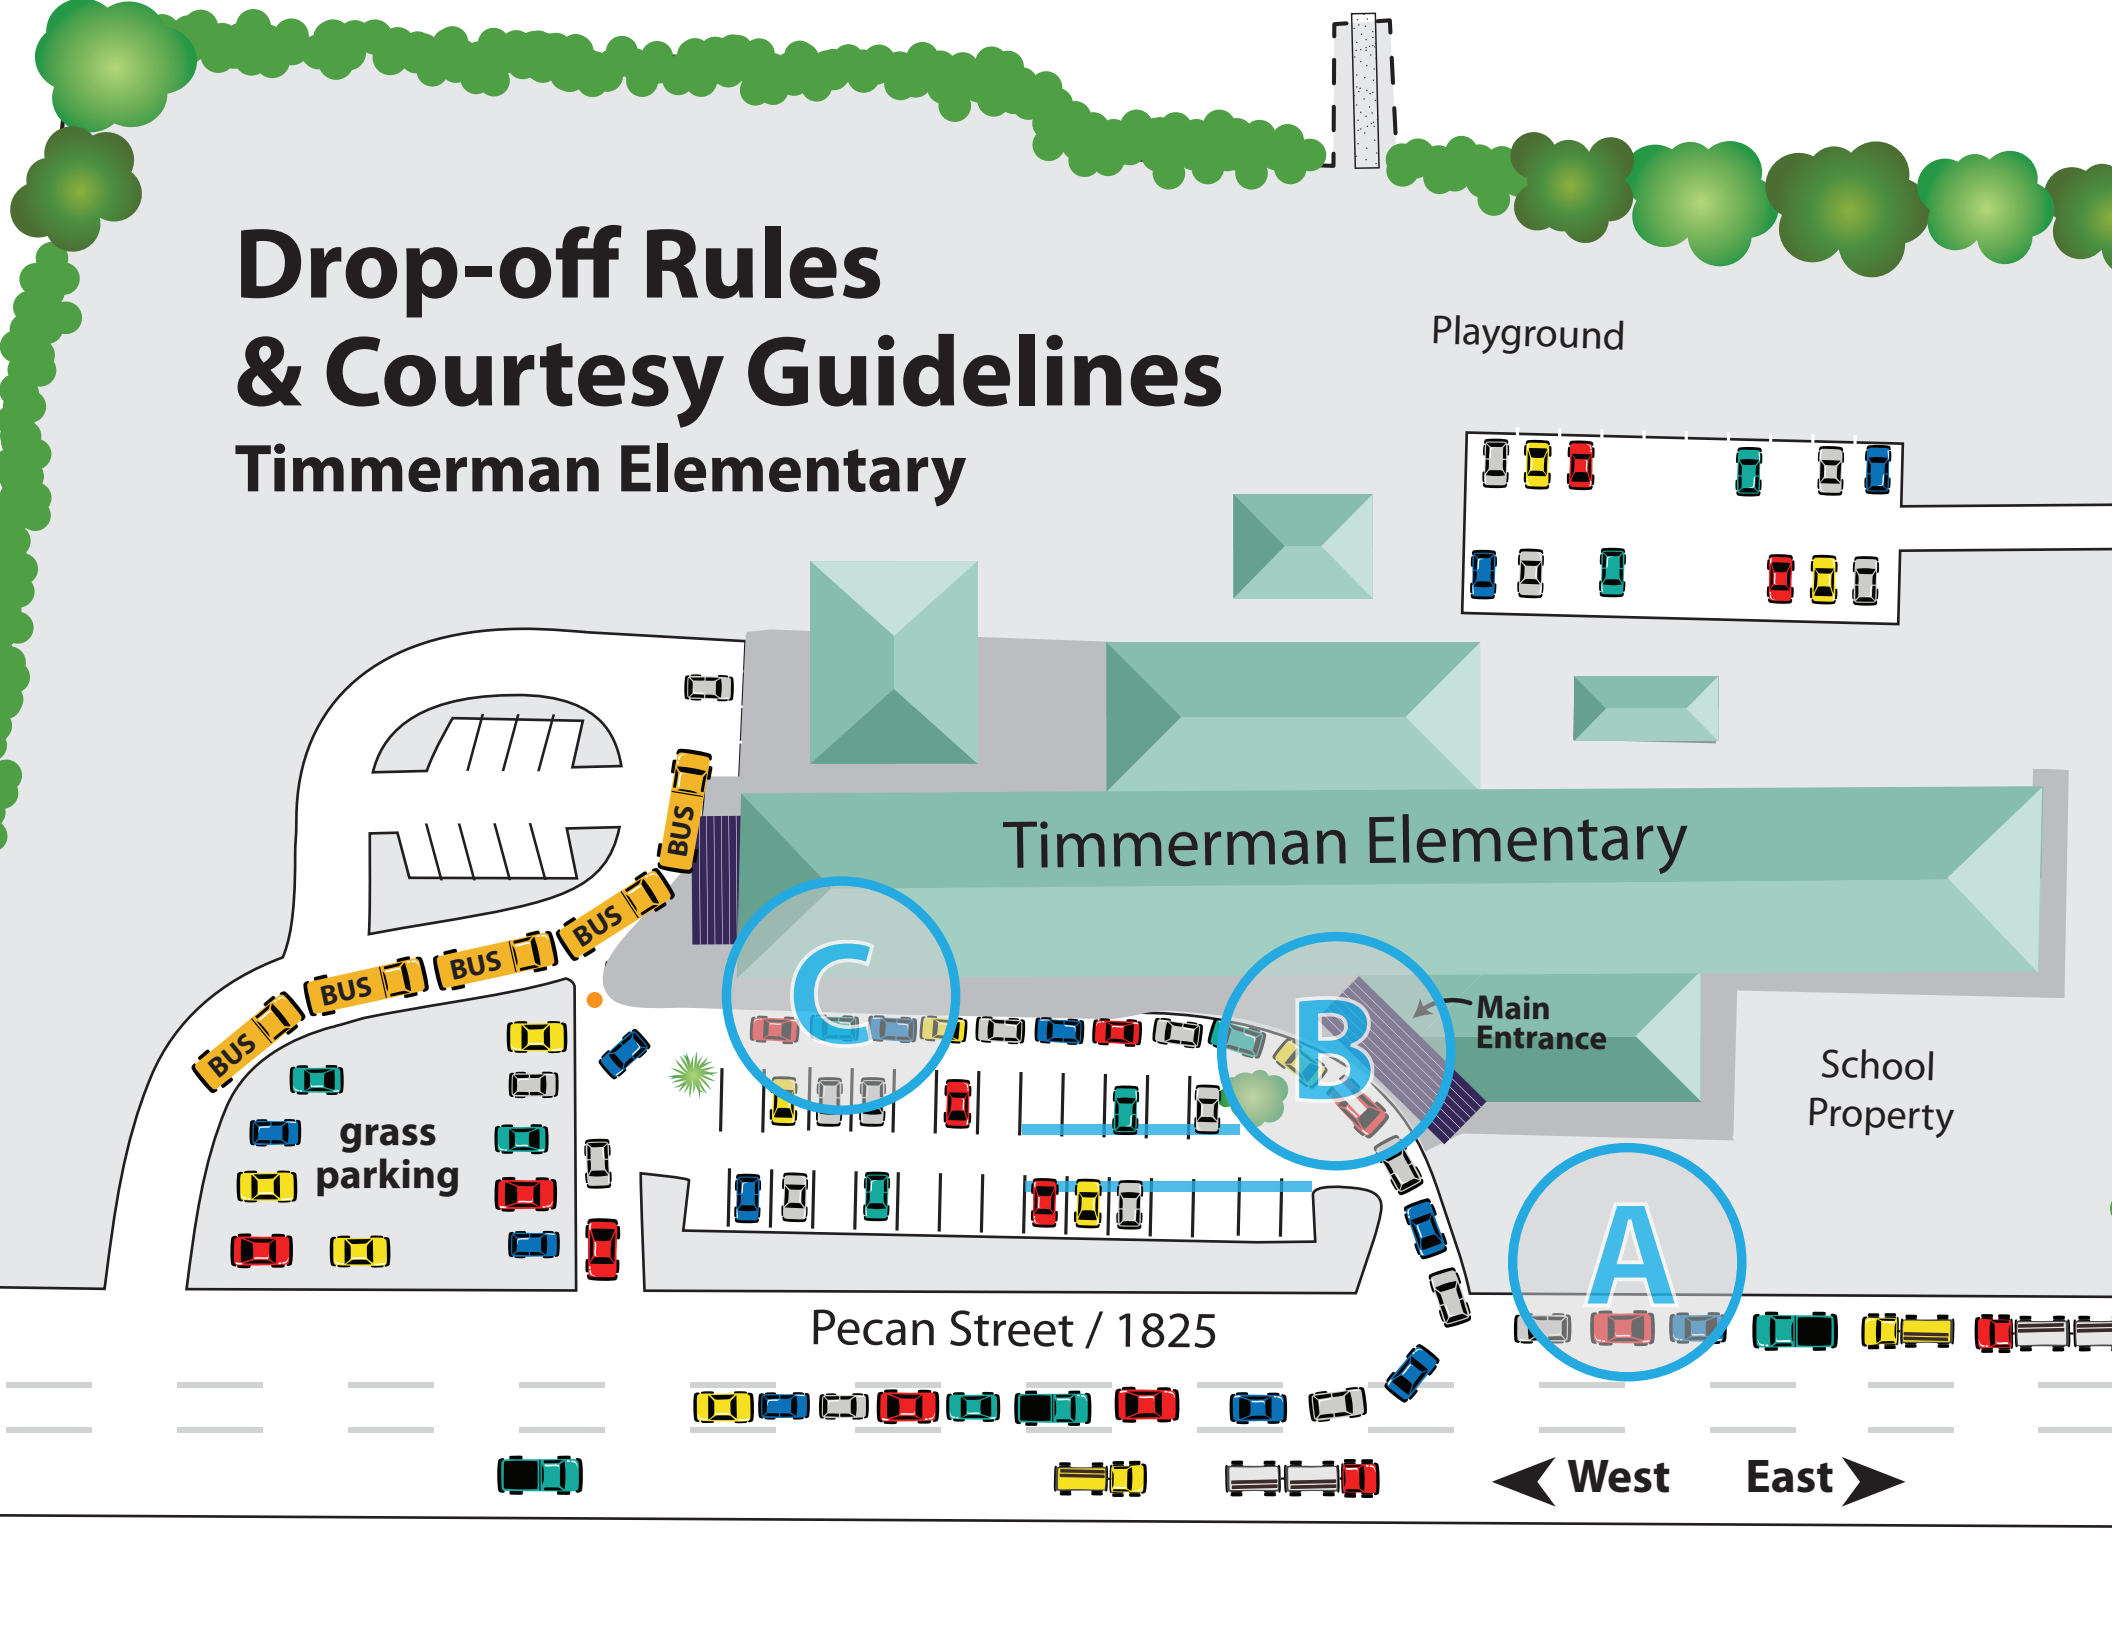 Drop-off Rules
& Courtesy Guidelines
Timmerman Elementary
Playground
Timmerman Elementary
BUS
BUS
BUS
BUS
BUS
C
B
Main
Entrance
School
Property
grass
parking
A
Pecan Street / 1825
West East